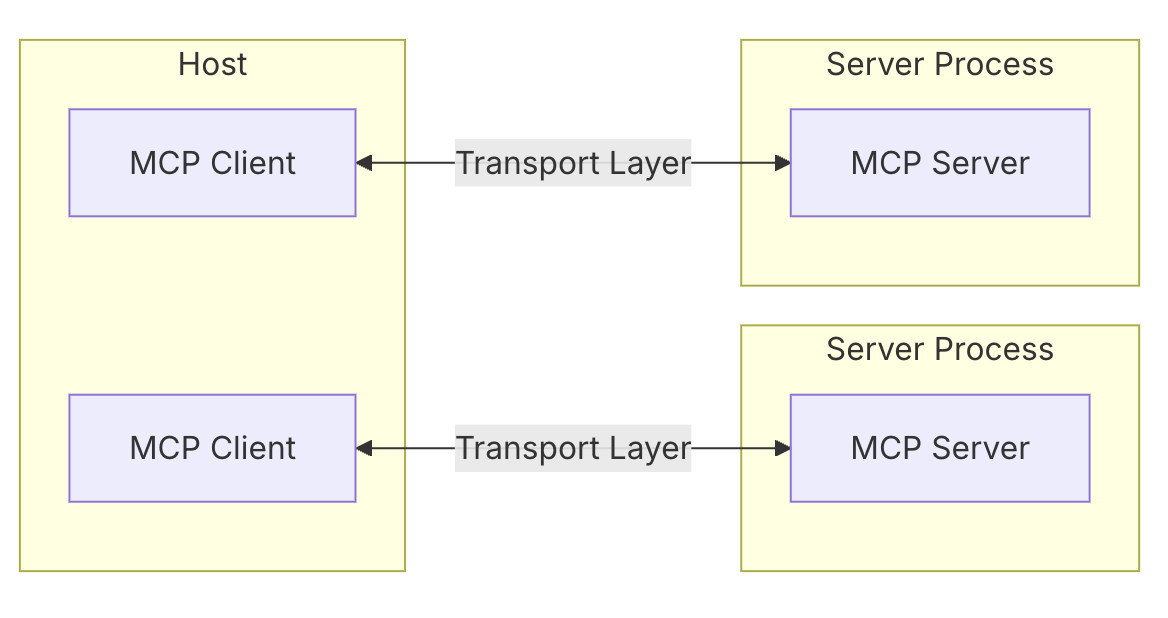 Host
Server Process
MCP Client
Transport Layer
MCP Server
Server Process
MCP Client
Transport Layer
MCP Server